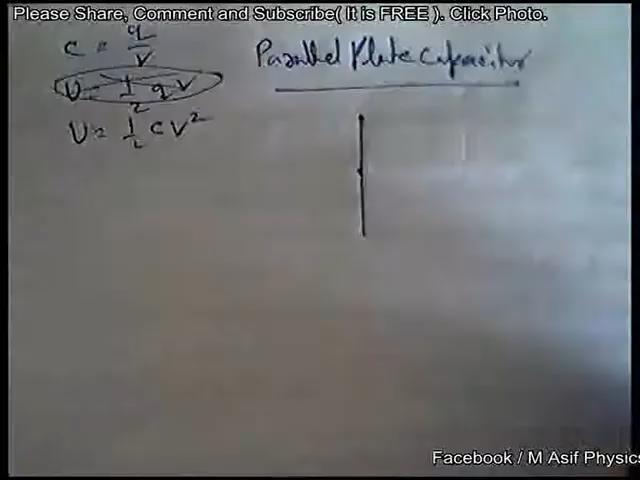 Please Share, Comment and Subscribe( It is FREE ). Click Photo.
c = q/v
Parallel Plate Capacitor
U = 1/2 qv
U = 1/2 cv²
Facebook / M Asif Physics